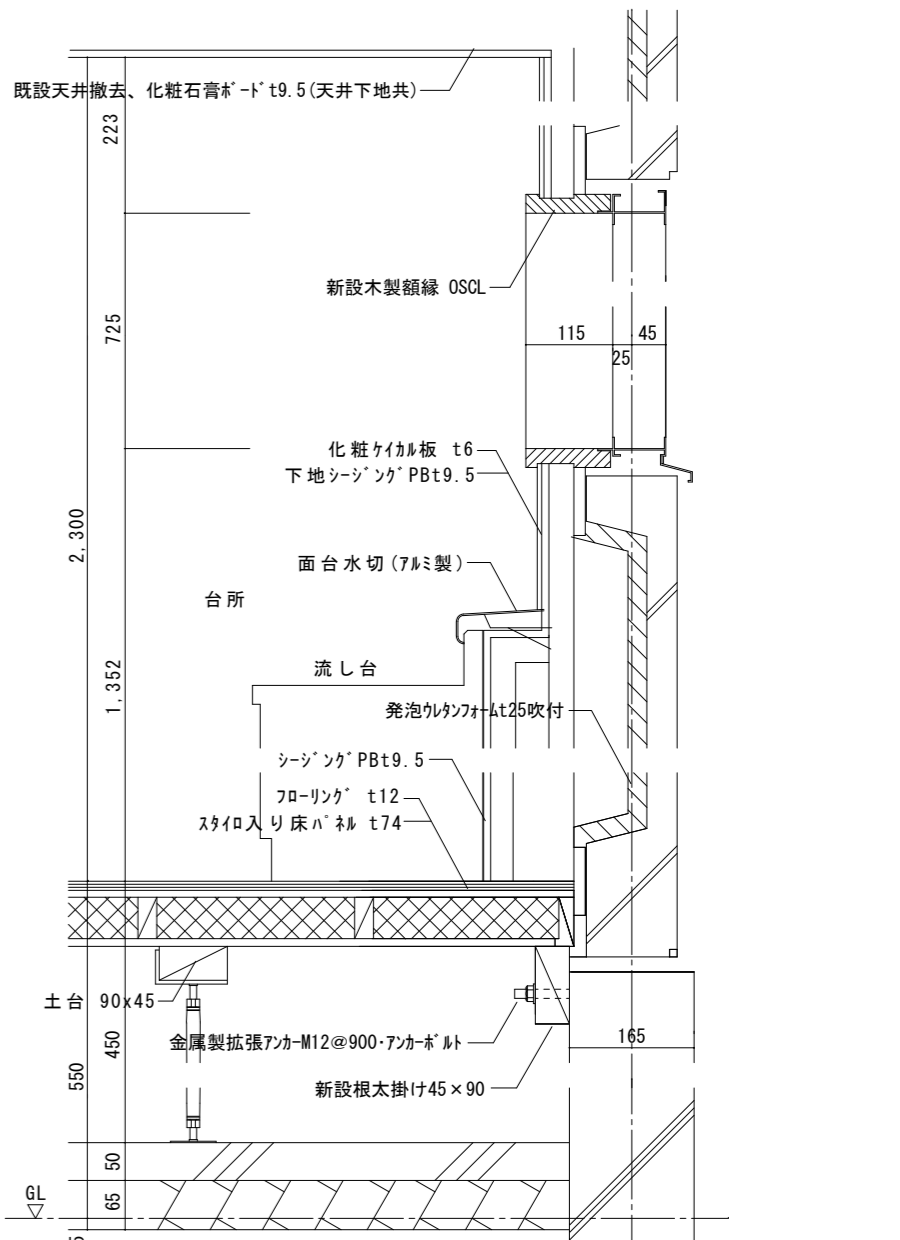 既設天井撤去、化粧石膏ﾎﾞｰﾄﾞt9.5(天井下地共)
223
新設木製額縁 OSCL
725
115
45
25
化粧ｹｲｶﾙ板 t6
下地ｼｰｼﾞﾝｸﾞPBt9.5
2,300
面台水切(ｱﾙﾐ製)
台所
流し台
1,352
発泡ｳﾚﾀﾝﾌｫｰﾑt25吹付
ｼｰｼﾞﾝｸﾞPBt9.5
ﾌﾛｰﾘﾝｸﾞ t12
ｽﾀｲﾛ入り床ﾊﾟﾈﾙ t74
土台 90x45
450
金属製拡張ｱﾝｶｰM12@900･ｱﾝｶｰﾎﾞﾙﾄ
165
550
新設根太掛け45×90
50
65
GL